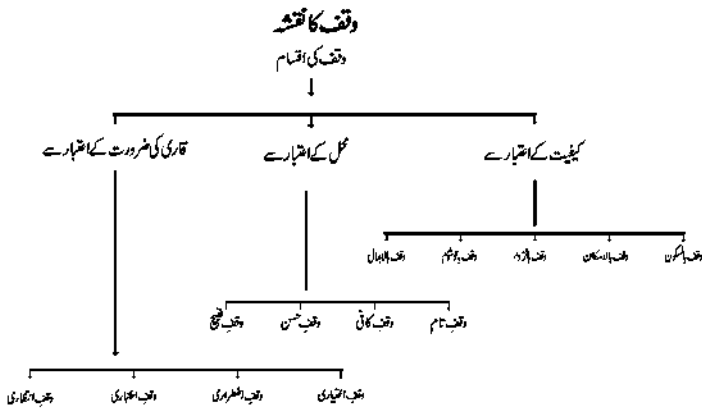 وقف کا نقشہ
وقف کی اقسام
کیفیت کے اعتبار سے
محل کے اعتبار سے
قاری کی ضرورت کے اعتبار سے
وقف بالسکون
وقف بالاسکان
وقف بالروم
وقف بالاشمام
وقف بالابدال
وقف تام
وقف کافی
وقف حسن
وقف قبیح
وقف اختیاری
وقف اضطراری
وقف اختباری
وقف انتظاری